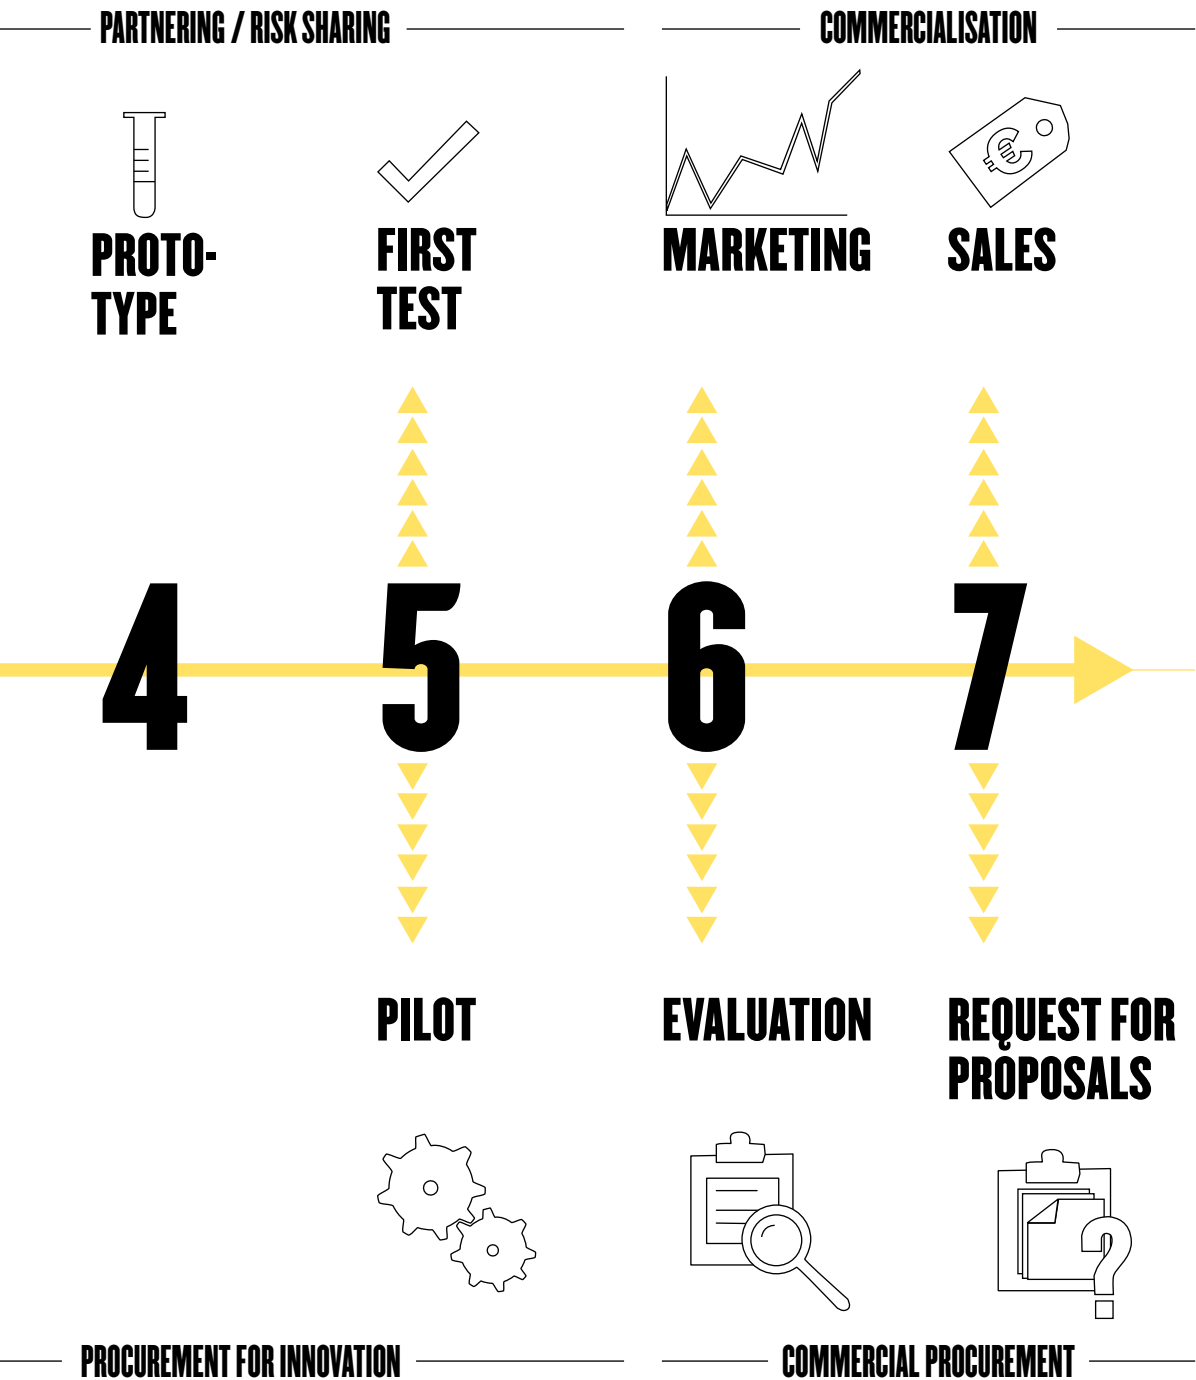 PARTNERING / RISK SHARING
COMMERCIALISATION
€
PROTO-
TYPE
FIRST
TEST
MARKETING
SALES
4 5 6 7
PILOT
EVALUATION
REQUEST FOR
PROPOSALS
?
PROCUREMENT FOR INNOVATION
COMMERCIAL PROCUREMENT